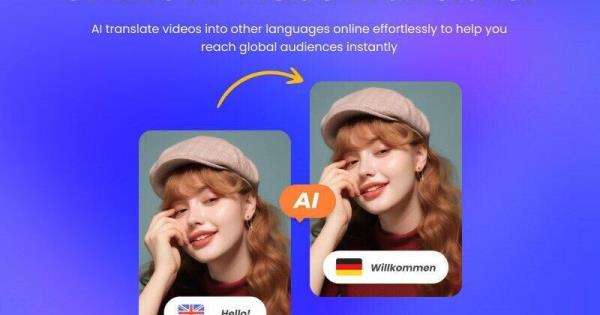 AI translate videos into other languages online effortlessly to help you
reach global audiences instantly
AI
Willkommen
Hello!